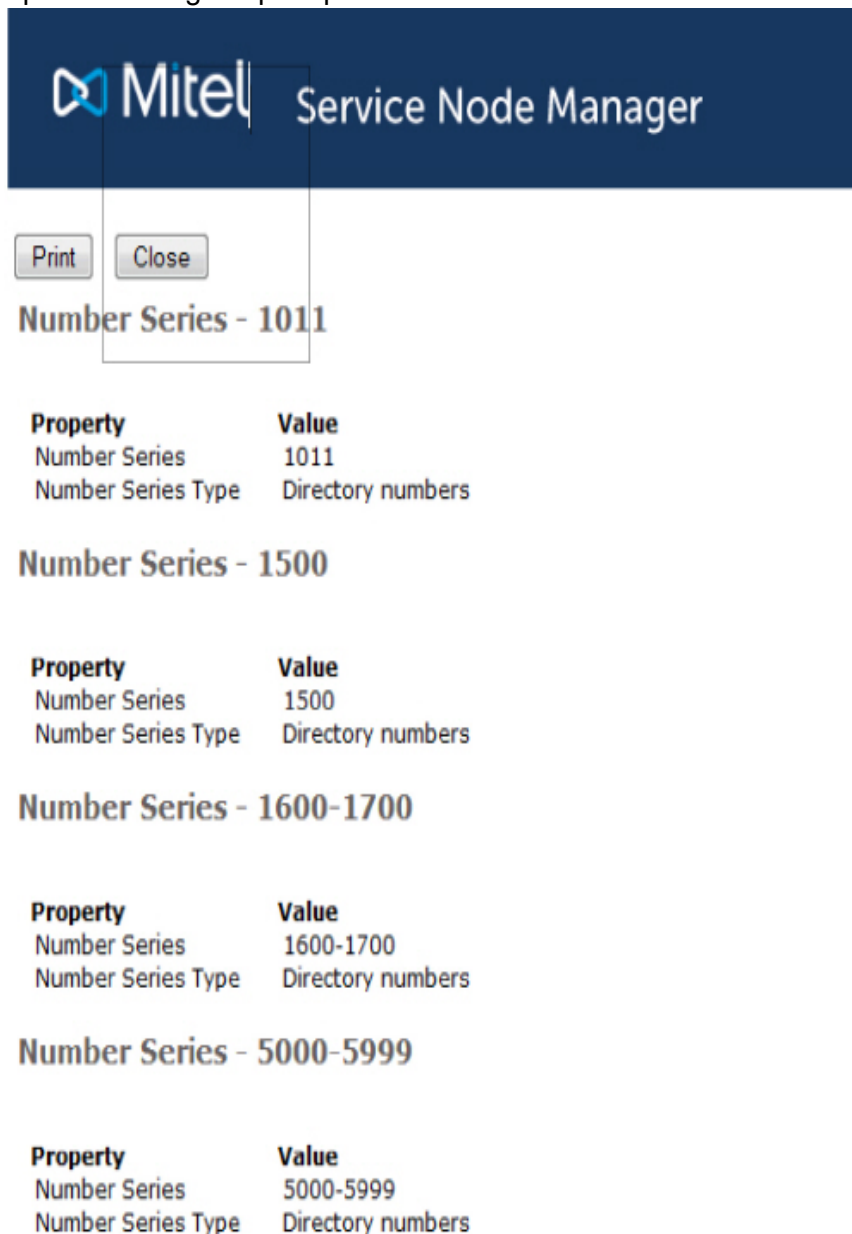 Mitel Service Node Manager
Print Close
Number Series - 1011
Property Value
Number Series 1011
Number Series Type Directory numbers
Number Series - 1500
Property Value
Number Series 1500
Number Series Type Directory numbers
Number Series - 1600-1700
Property Value
Number Series 1600-1700
Number Series Type Directory numbers
Number Series - 5000-5999
Property Value
Number Series 5000-5999
Number Series Type Directory numbers